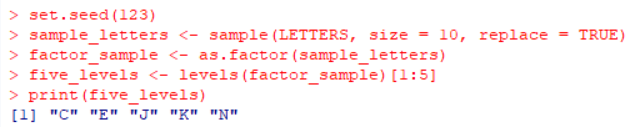 > set.seed(123)
> sample_letters <- sample(LETTERS, size = 10, replace = TRUE)
> factor_sample <- as.factor(sample_letters)
> five_levels <- levels(factor_sample)[1:5]
> print(five_levels)
[1] "C" "E" "J" "K" "N"